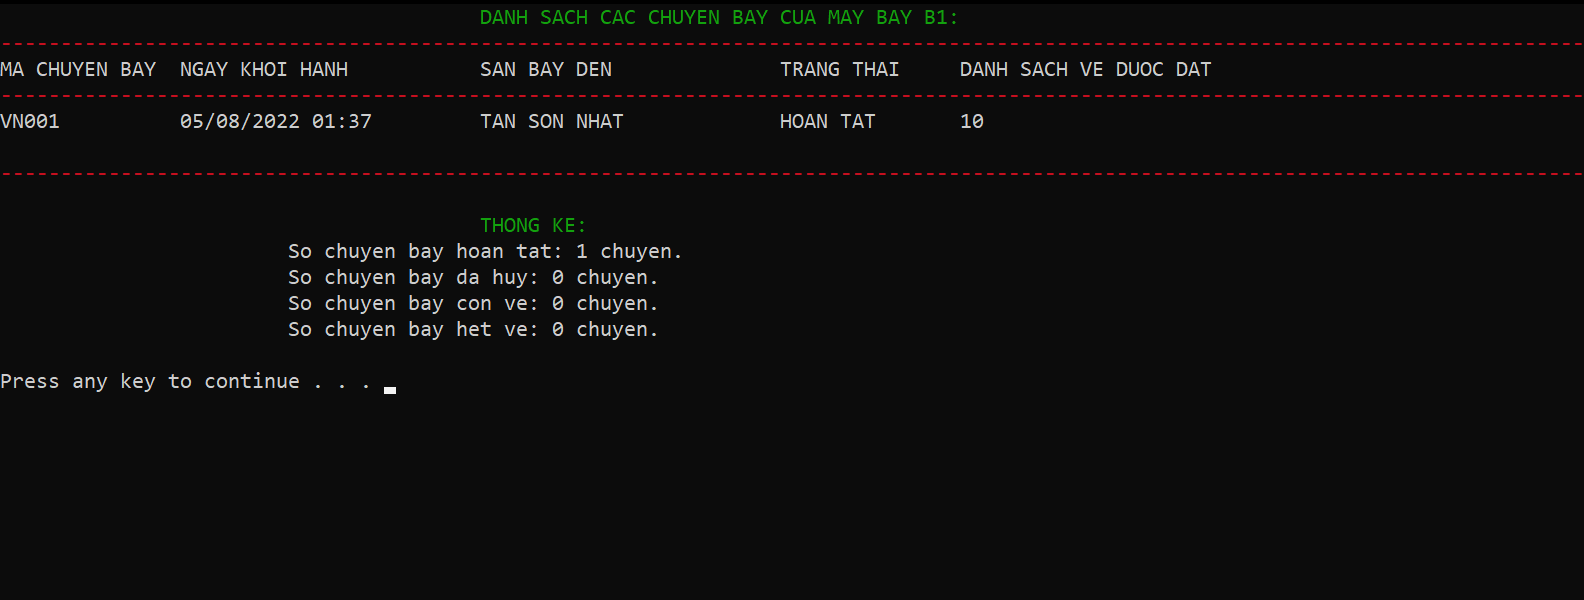 DANH SACH CAC CHUYEN BAY CUA MAY BAY B1:
MA CHUYEN BAY NGAY KHOI HANH SAN BAY DEN TRANG THAI DANH SACH VE DUOC DAT
VN001 05/08/2022 01:37 TAN SON NHAT HOAN TAT 10
THONG KE:
So chuyen bay hoan tat: 1 chuyen.
So chuyen bay da huy: 0 chuyen.
So chuyen bay con ve: 0 chuyen.
So chuyen bay het ve: 0 chuyen.
Press any key to continue . . .